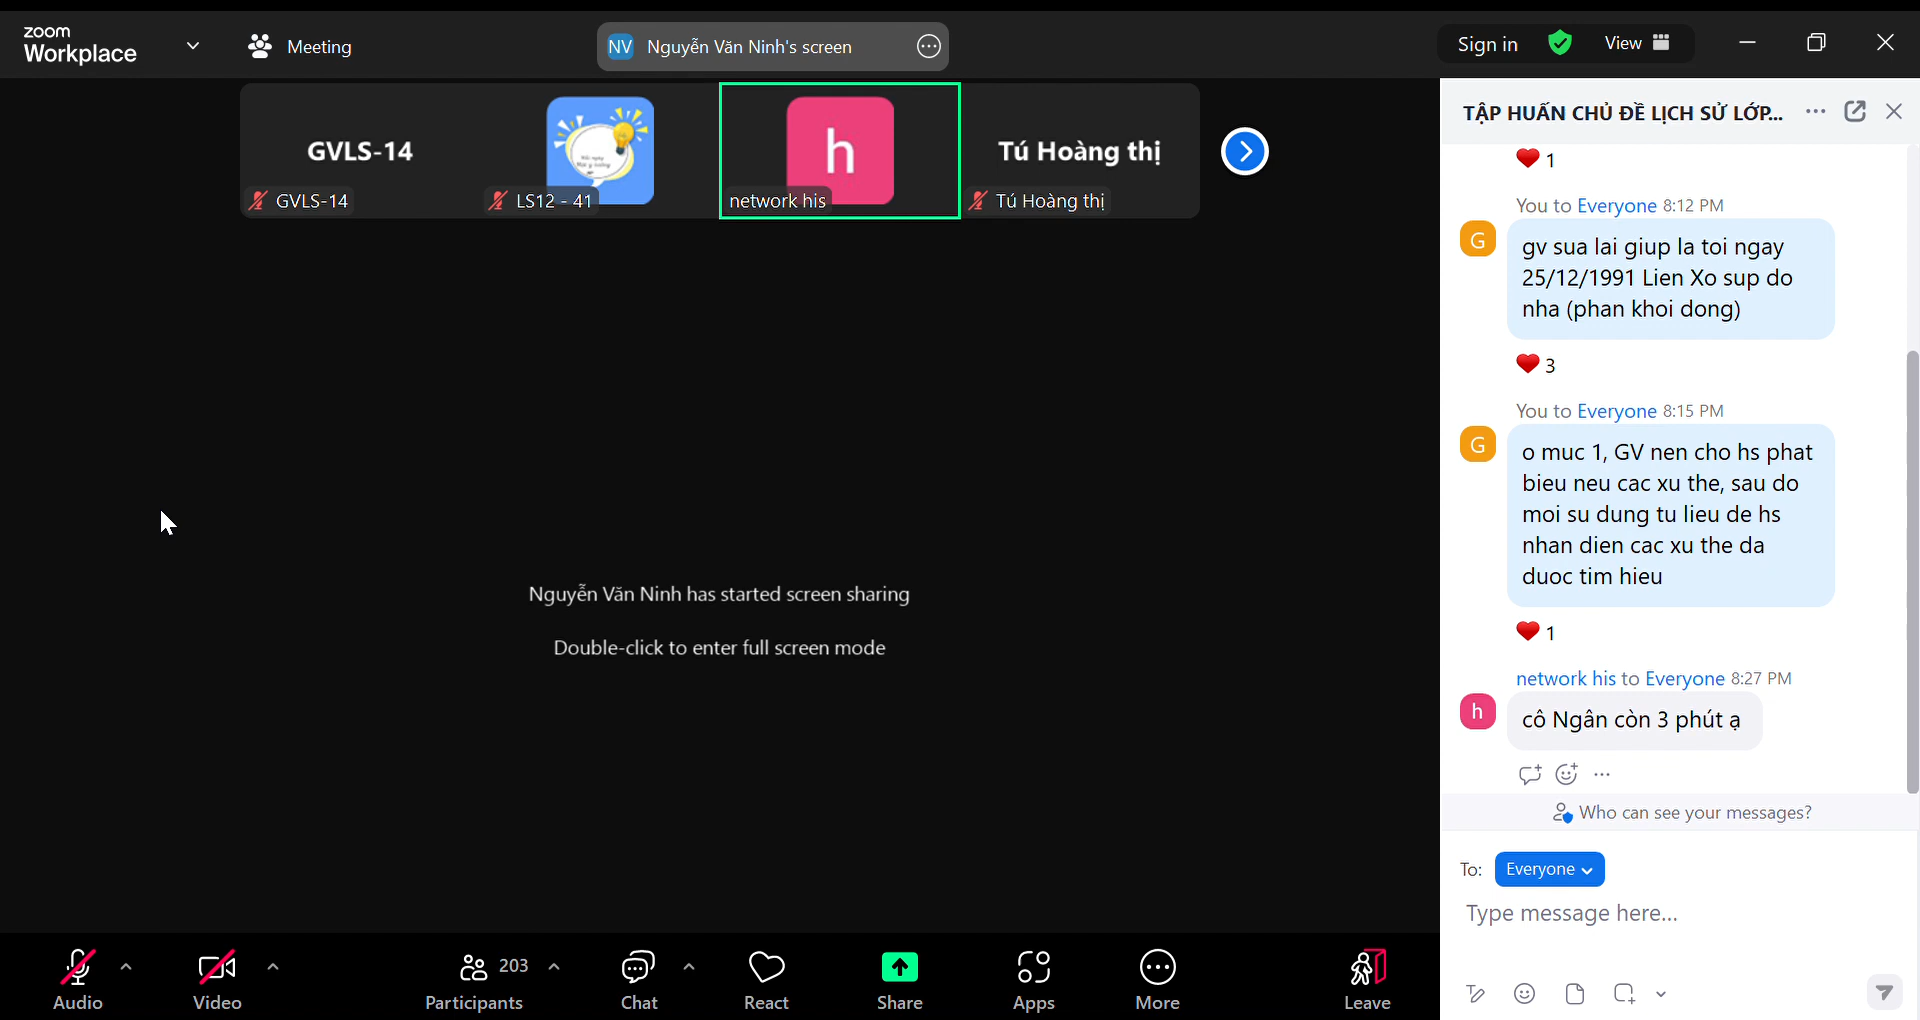 zoom
Workplace
Meeting
NV Nguyễn Văn Ninh's screen
Sign in
View
GVLS-14
GVLS-14
LS12 - 41
h
network his
Tú Hoàng thị
Tú Hoàng thị
Nguyễn Văn Ninh has started screen sharing
Double-click to enter full screen mode
TẬP HUẤN CHỦ ĐỀ LỊCH SỬ LỚP...
1
You to Everyone 8:12 PM
G
gv sua lai giup la toi ngay
25/12/1991 Lien Xo sup do
nha (phan khoi dong)
3
You to Everyone 8:15 PM
G
o muc 1, GV nen cho hs phat
bieu neu cac xu the, sau do
moi su dung tu lieu de hs
nhan dien cac xu the da
duoc tim hieu
1
network his to Everyone 8:27 PM
h
cô Ngân còn 3 phút ạ
Who can see your messages?
To: Everyone
Type message here...
Audio
Video
203
Participants
Chat
React
Share
Apps
More
Leave